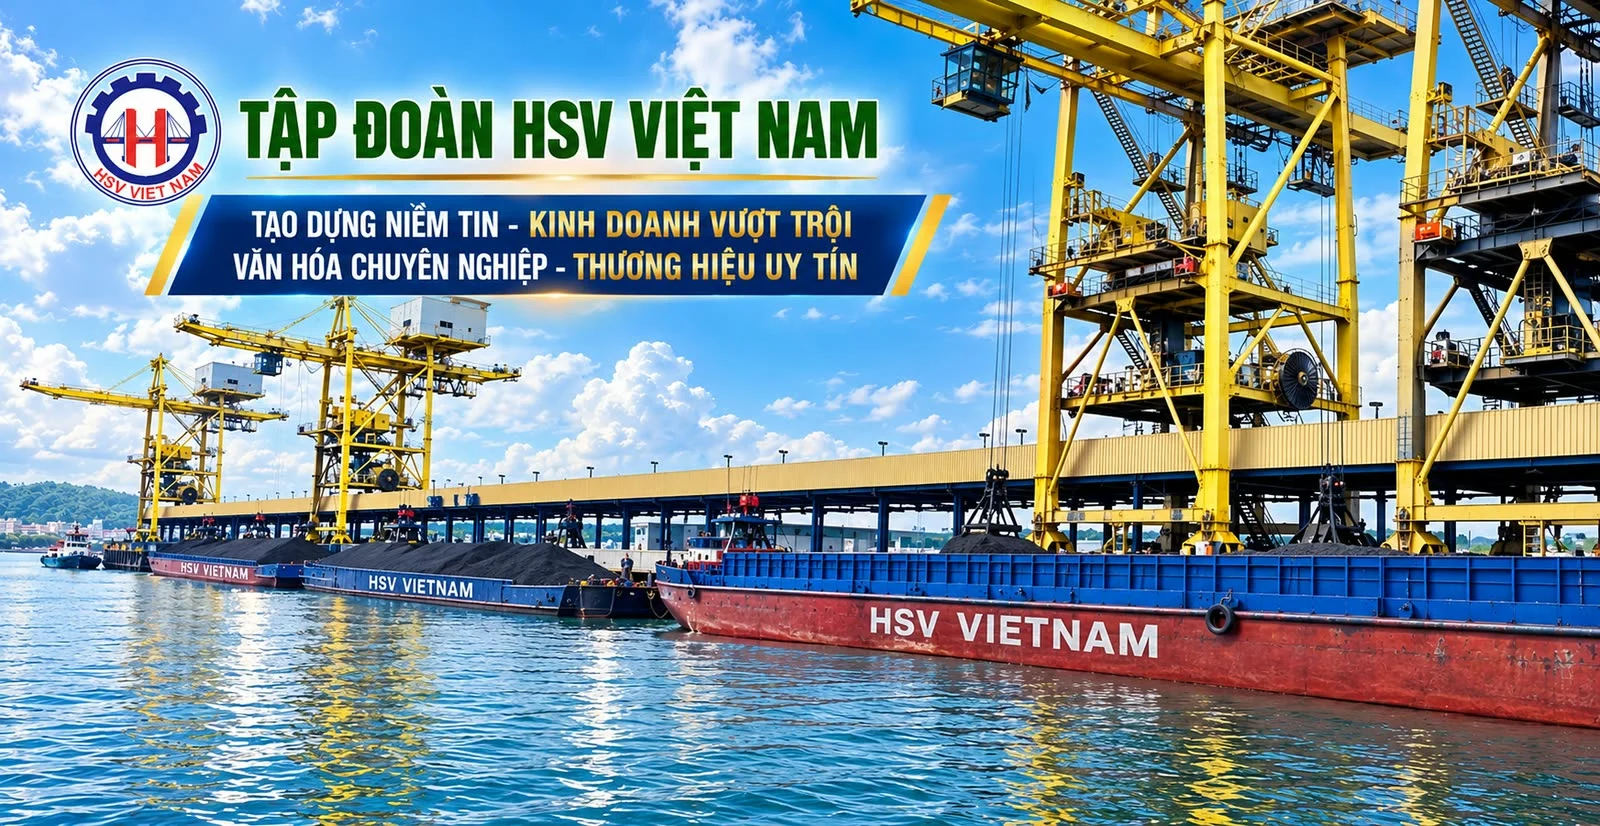 H
HSV VIET NAM
TẬP ĐOÀN HSV VIỆT NAM
TẠO DỰNG NIỀM TIN - KINH DOANH VƯỢT TRỘI
VĂN HÓA CHUYÊN NGHIỆP - THƯƠNG HIỆU UY TÍN
HSV VIETNAM
HSV VIETNAM
HSV VIETNAM